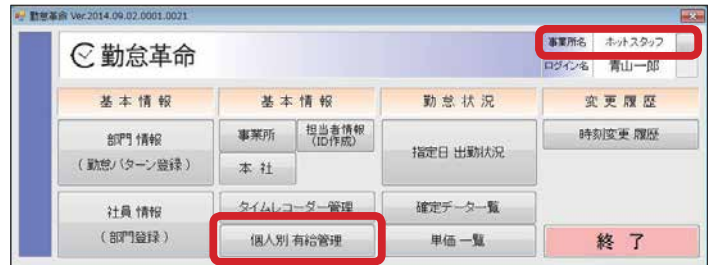 勤怠革命 Ver.2014.09.02.0001.0021
勤怠革命
事業所名 ホットスタッフ
ログイン名 青山一郎
基本情報 基本情報 勤怠状況 変更履歴
部門 情報
(勤怠パターン登録)
事業所 担当者情報
(ID作成)
本 社
指定日 出勤状況
時刻変更 履歴
社員 情報
(部門登録)
タイムレコーダー管理
個人別 有給管理
確定データ一覧
単価 一覧
終 了